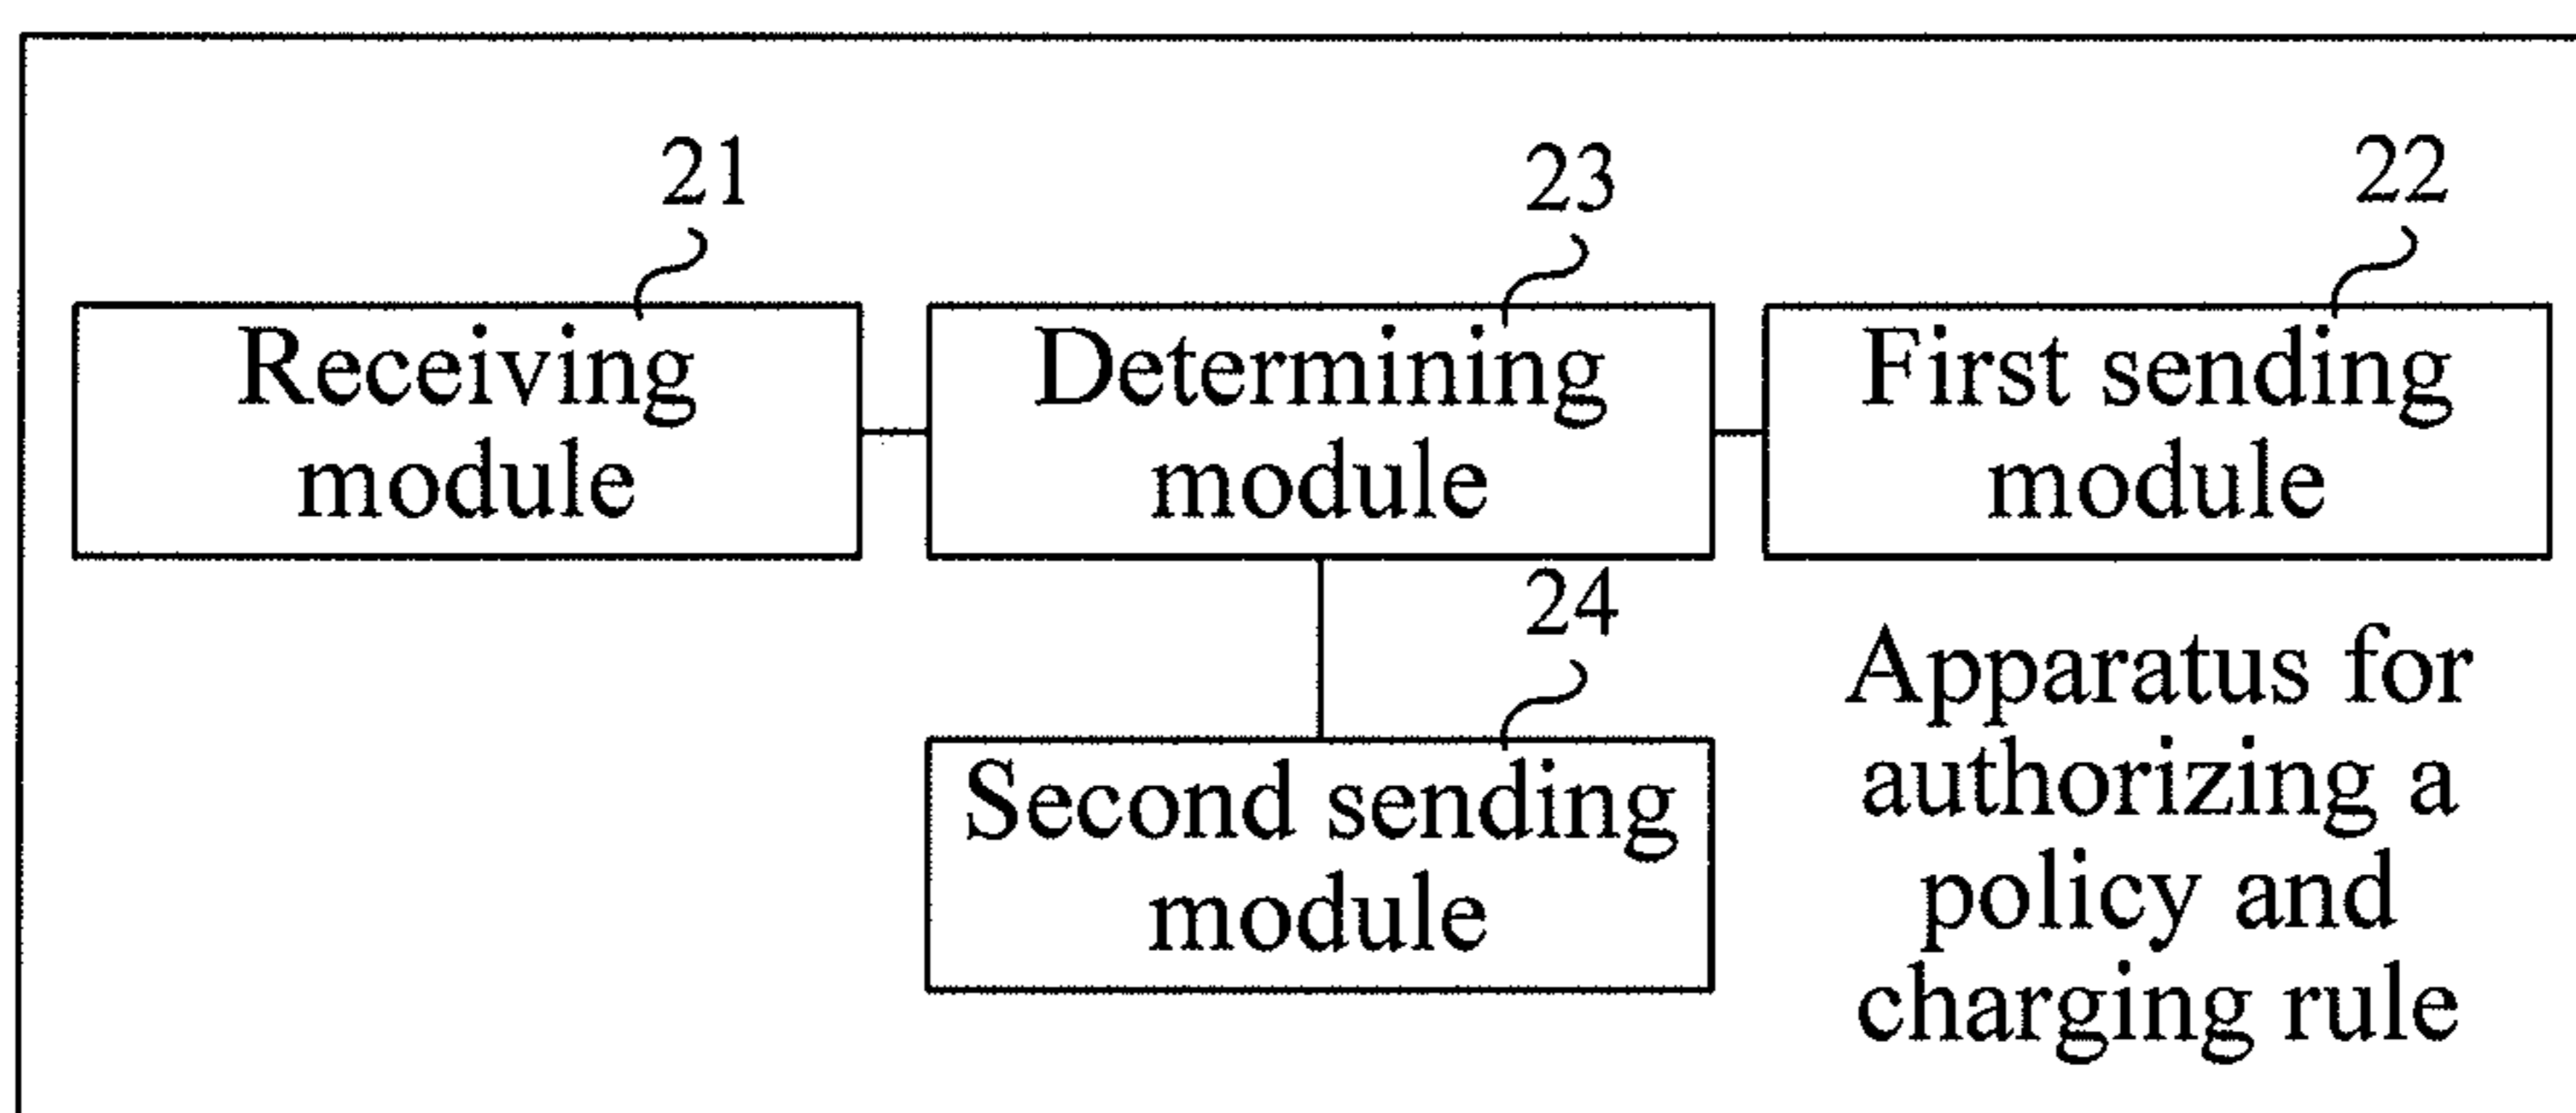 21
23
22
Receiving
module
Determining
module
First sending
module
24
Second sending
module
Apparatus for
authorizing a
policy and
charging rule